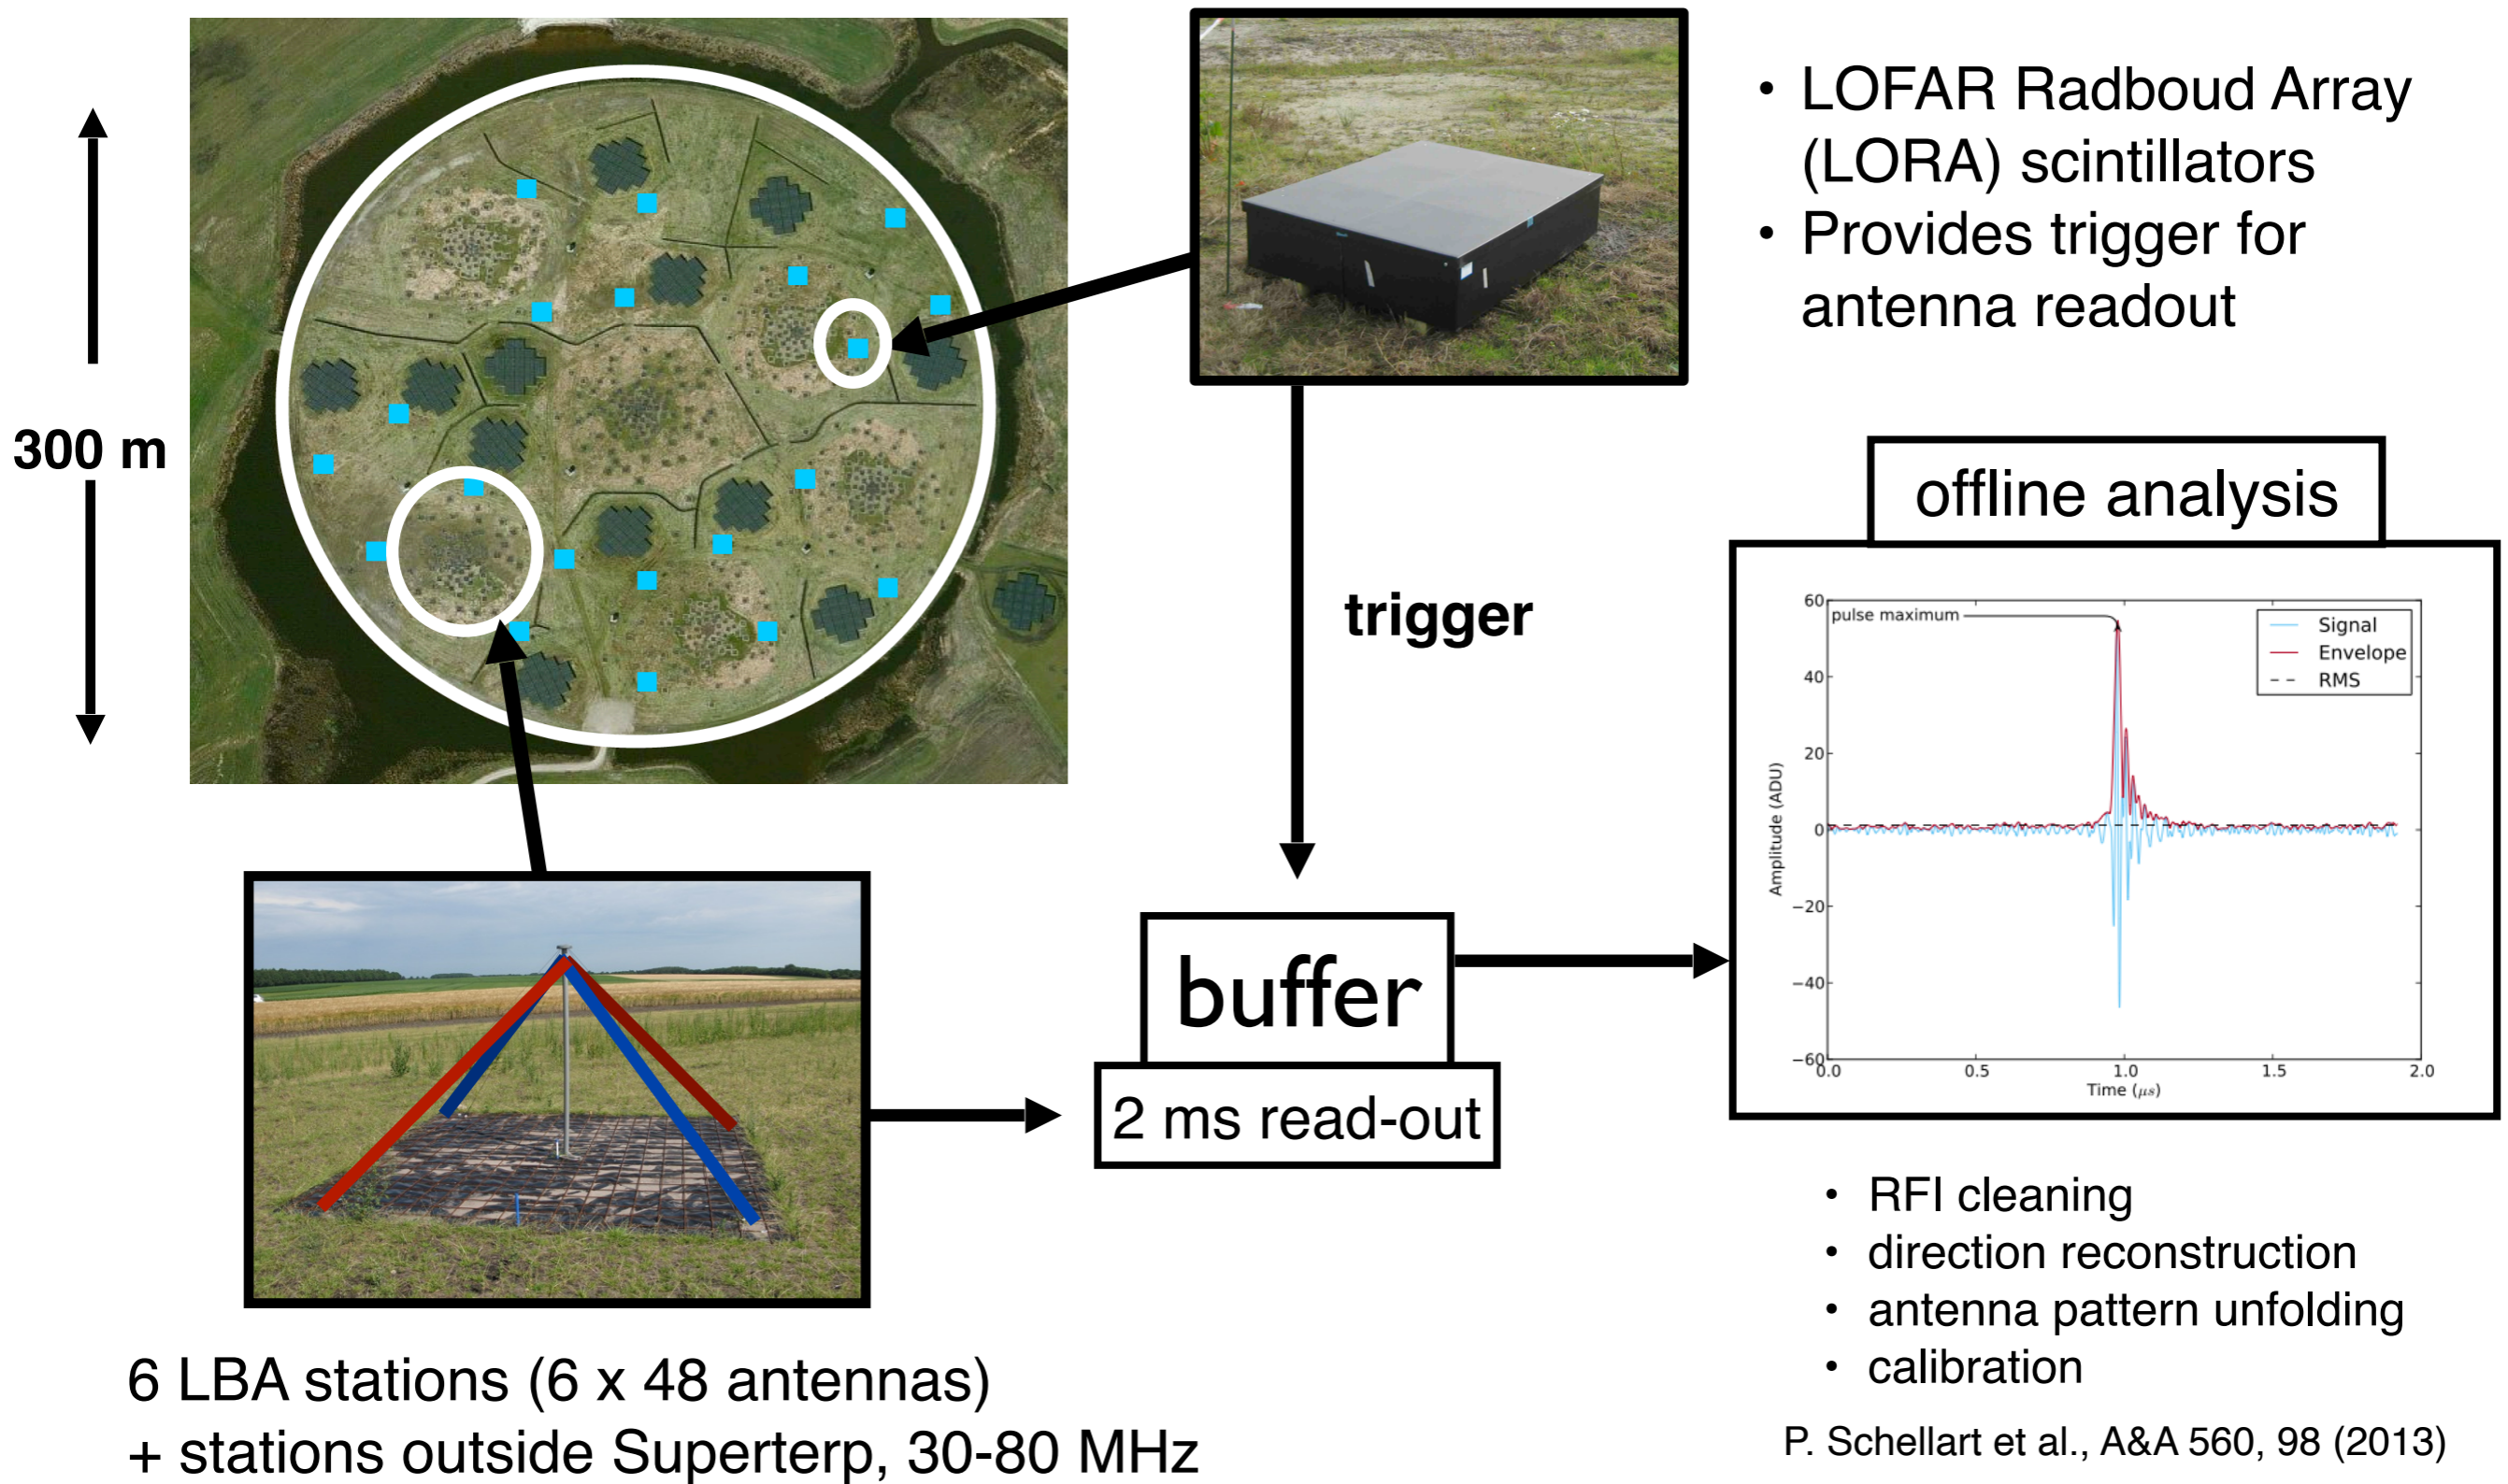 300 m
• LOFAR Radboud Array
(LORA) scintillators
• Provides trigger for
antenna readout
trigger
offline analysis
pulse maximum
Signal
Envelope
RMS
60
40
20
0
−20
−40
−60
Amplitude (ADU)
0.0 0.5 1.0 1.5 2.0
Time (μs)
buffer
2 ms read-out
• RFI cleaning
• direction reconstruction
• antenna pattern unfolding
• calibration
6 LBA stations (6 x 48 antennas)
+ stations outside Superterp, 30-80 MHz
P. Schellart et al., A&A 560, 98 (2013)